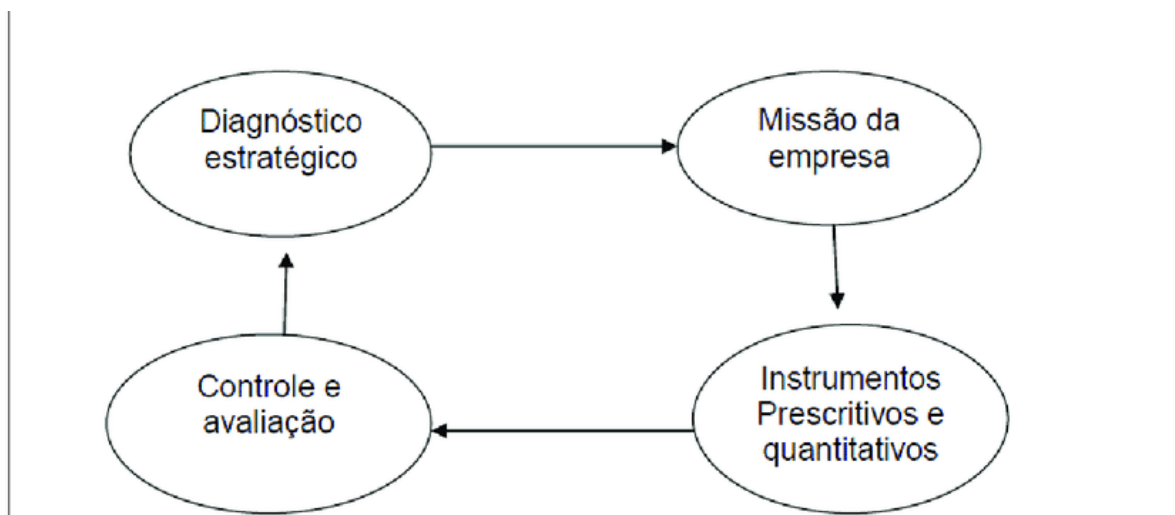 Diagnóstico
estratégico
Missão da
empresa
Controle e
avaliação
Instrumentos
Prescritivos e
quantitativos